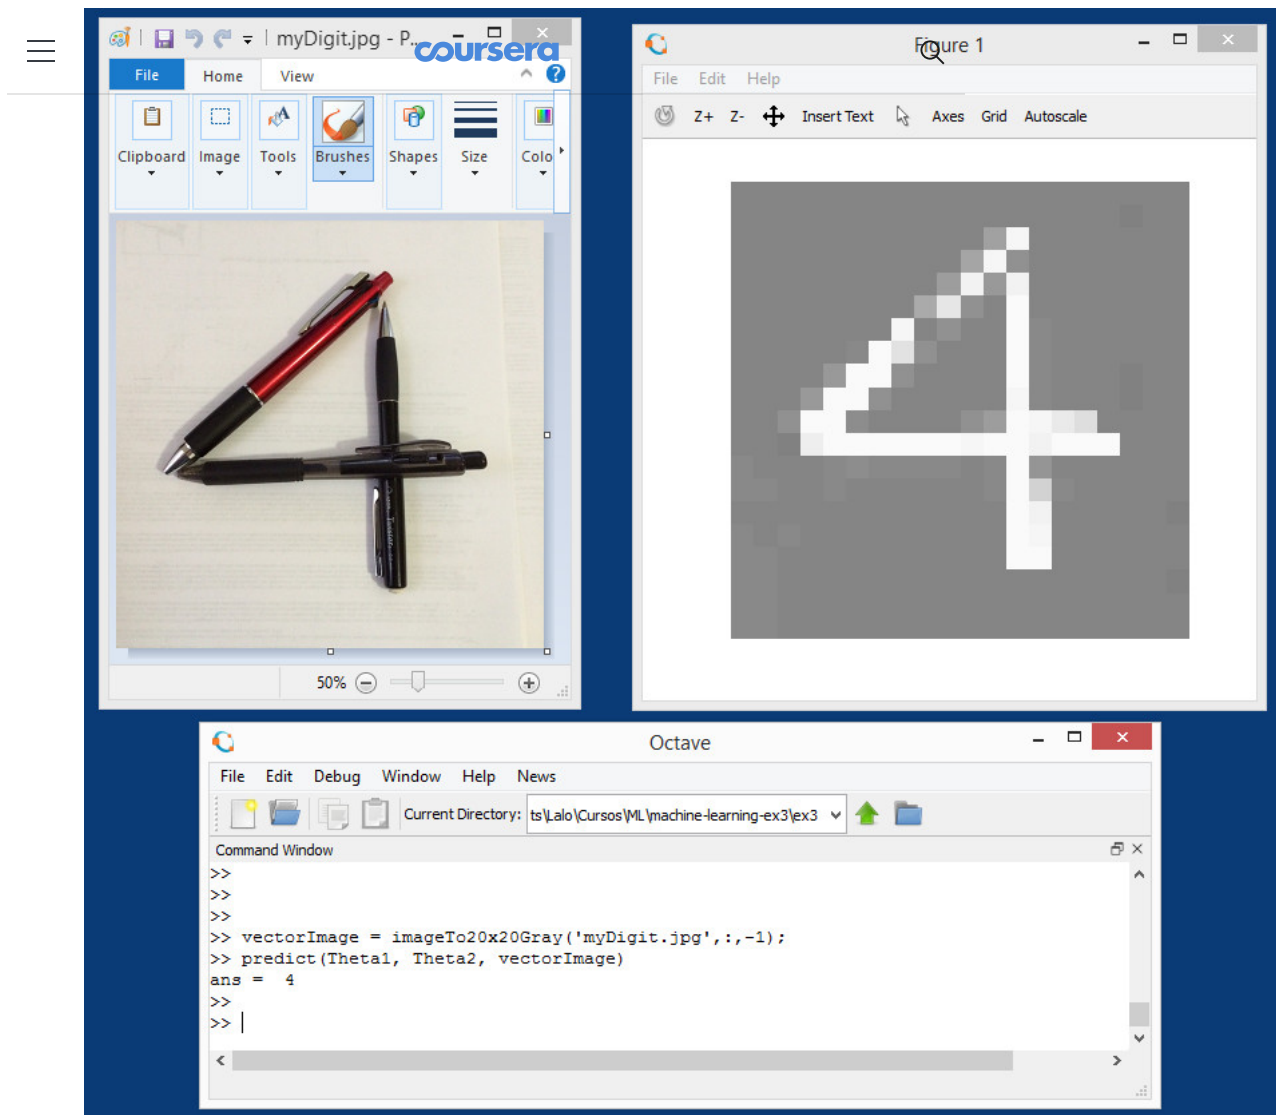 myDigit.jpg - P...
coursera
File Home View
Clipboard Image Tools Brushes Shapes Size Colo
50%
Figure 1
File Edit Help
Z+ Z- Insert Text Axes Grid Autoscale
Octave
File Edit Debug Window Help News
Current Directory: ts\Lalo\Cursos\ML\machine-learning-ex3\ex3
Command Window
>>
>>
>>
>> vectorImage = imageTo20x20Gray('myDigit.jpg',:,-1);
>> predict(Theta1, Theta2, vectorImage)
ans = 4
>>
>>